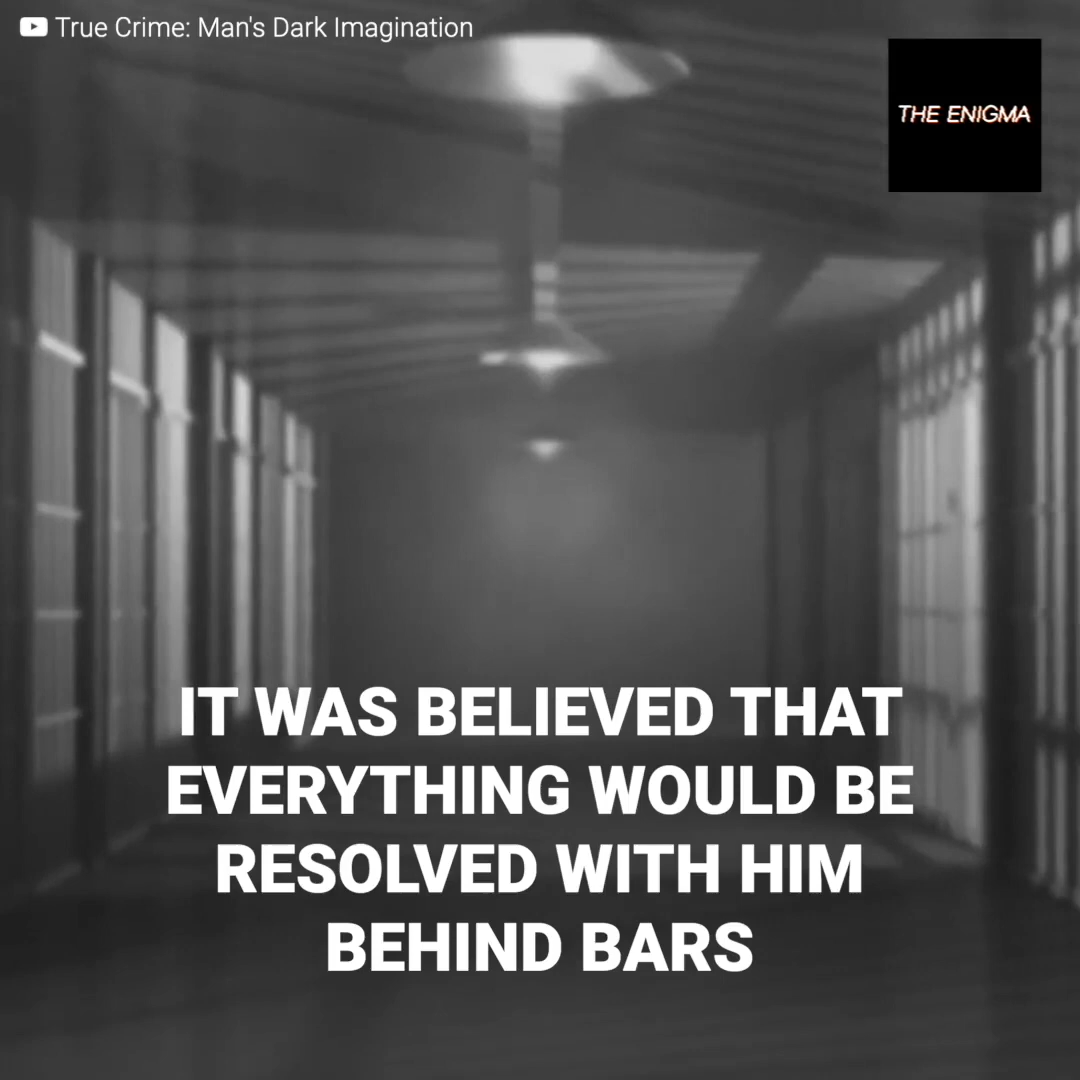 True Crime: Man's Dark Imagination
THE ENIGMA
IT WAS BELIEVED THAT
EVERYTHING WOULD BE
RESOLVED WITH HIM
BEHIND BARS